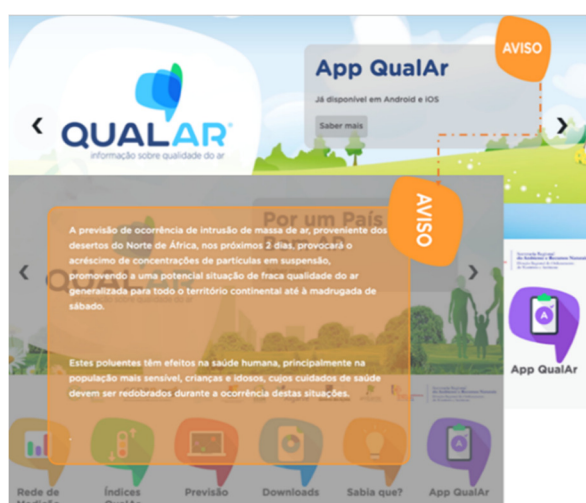 AVISO
App QualAr
Já disponível em Android e iOS
Saber mais
QUALAR
informação sobre qualidade do ar
AVISO
Por um País
A previsão de ocorrência de intrusão de massa de ar, proveniente dos
desertos do Norte de África, nos próximos 2 dias, provocará o
acréscimo de concentrações de partículas em suspensão,
promovendo a uma potencial situação de fraca qualidade do ar
generalizada para todo o território continental até à madrugada de
sábado.
Estes poluentes têm efeitos na saúde humana, principalmente na
população mais sensível, crianças e idosos, cujos cuidados de saúde
devem ser redobrados durante a ocorrência destas situações.
App QualAr
Rede de
Índices
Previsão
Downloads
Sabia que?
App QualAr